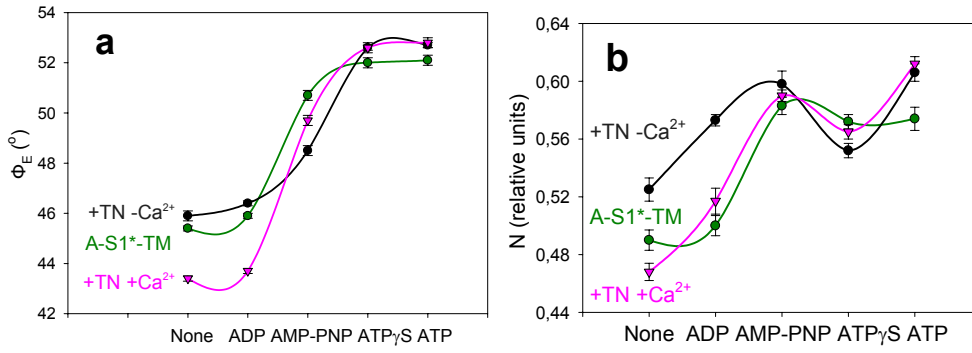 a
54
52
50
48
46
44
42
Φ_E (°)
+TN -Ca²⁺
A-S1*-TM
+TN +Ca²⁺
None ADP AMP-PNP ATPγS ATP
b
0,64
0,60
0,56
0,52
0,48
0,44
N (relative units)
+TN -Ca²⁺
A-S1*-TM
+TN +Ca²⁺
None ADP AMP-PNP ATPγS ATP